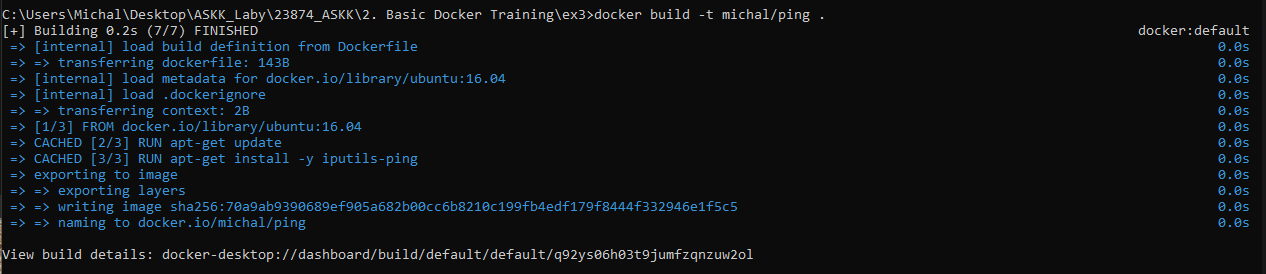 C:\Users\Michal\Desktop\ASKK_Laby\23874_ASKK\2. Basic Docker Training\ex3>docker build -t michal/ping .
[+] Building 0.2s (7/7) FINISHED docker:default
=> [internal] load build definition from Dockerfile 0.0s
=> => transferring dockerfile: 143B 0.0s
=> [internal] load metadata for docker.io/library/ubuntu:16.04 0.0s
=> [internal] load .dockerignore 0.0s
=> => transferring context: 2B 0.0s
=> [1/3] FROM docker.io/library/ubuntu:16.04 0.0s
=> CACHED [2/3] RUN apt-get update 0.0s
=> CACHED [3/3] RUN apt-get install -y iputils-ping 0.0s
=> exporting to image 0.0s
=> => exporting layers 0.0s
=> => writing image sha256:70a9ab9390689ef905a682b00cc6b8210c199fb4edf179f8444f332946e1f5c5 0.0s
=> => naming to docker.io/michal/ping 0.0s
View build details: docker-desktop://dashboard/build/default/default/q92ys06h03t9jumfzqnzuw2ol